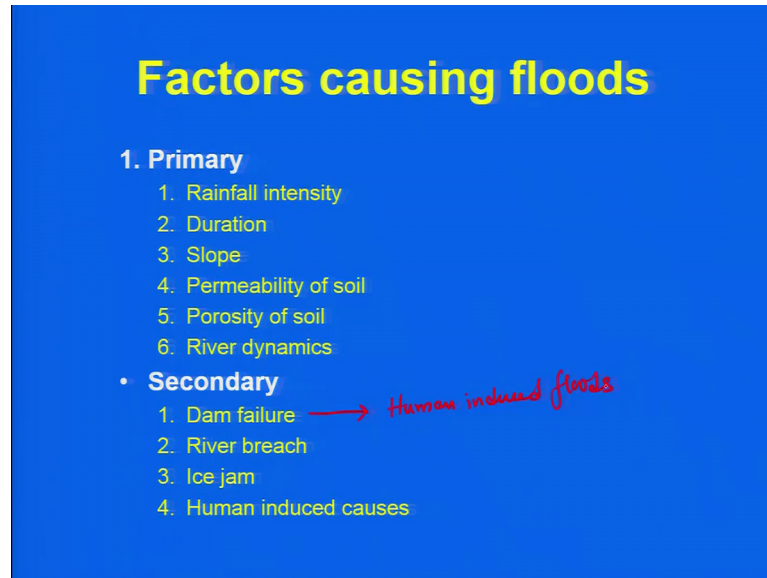 Factors causing floods
1. Primary
1. Rainfall intensity
2. Duration
3. Slope
4. Permeability of soil
5. Porosity of soil
6. River dynamics
• Secondary
1. Dam failure → Human induced floods
2. River breach
3. Ice jam
4. Human induced causes